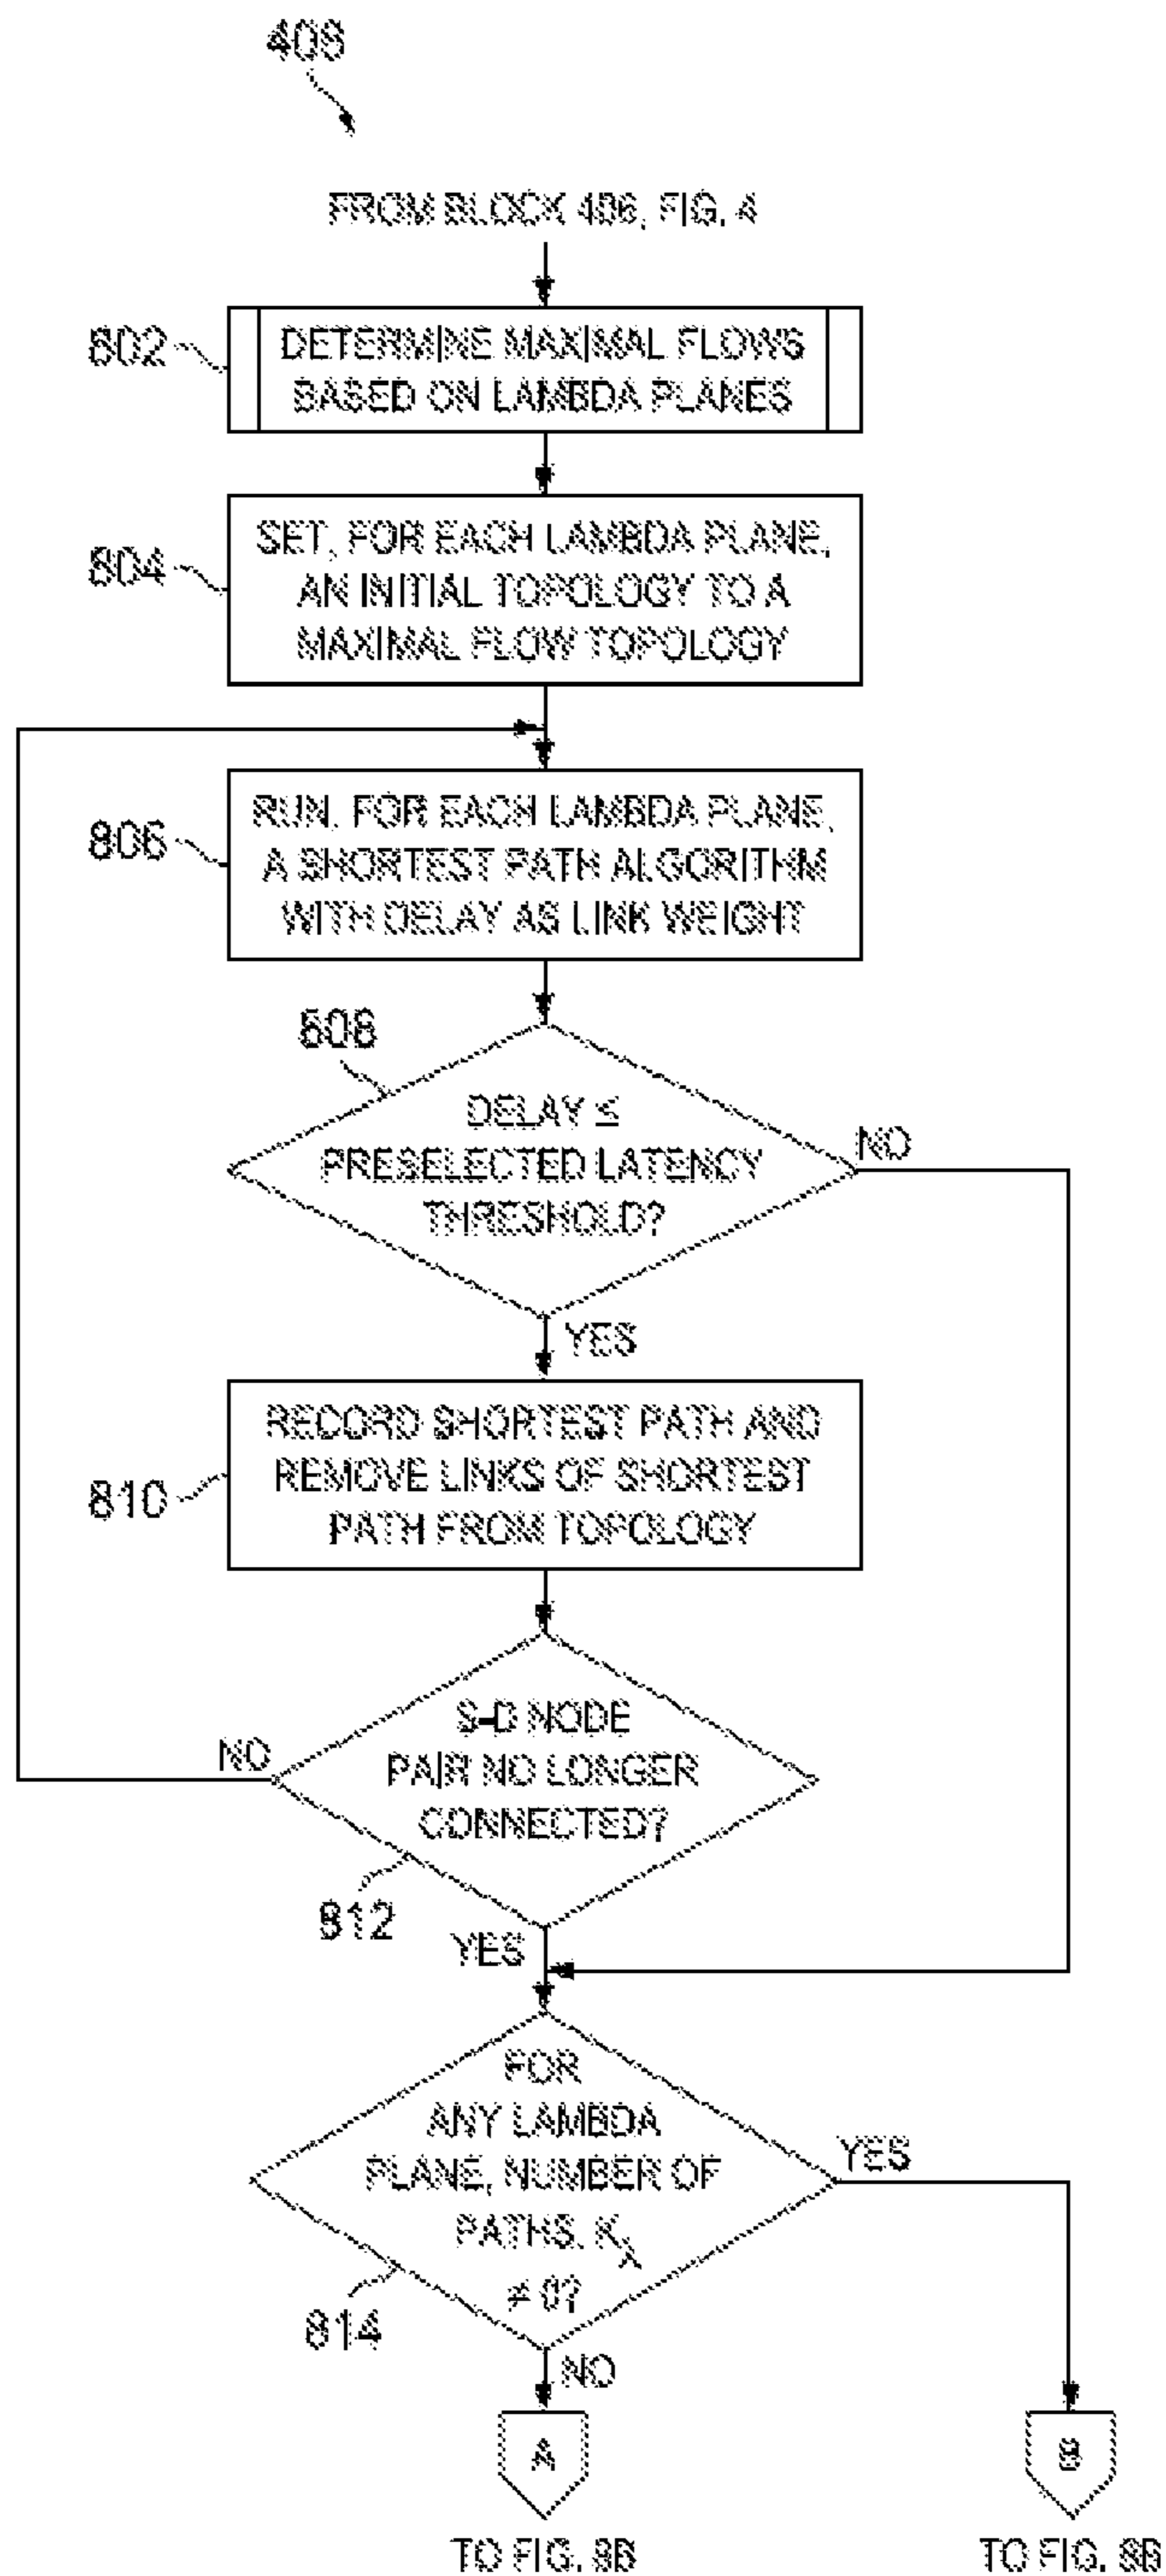 408
FROM BLOCK 406, FIG. 4
802
DETERMINE MAXIMAL FLOWS
BASED ON LAMBDA PLANES
804
SET, FOR EACH LAMBDA PLANE,
AN INITIAL TOPOLOGY TO A
MAXIMAL FLOW TOPOLOGY
806
RUN, FOR EACH LAMBDA PLANE,
A SHORTEST PATH ALGORITHM
WITH DELAY AS LINK WEIGHT
808
DELAY ≤
PRESELECTED LATENCY
THRESHOLD?
NO
YES
810
RECORD SHORTEST PATH AND
REMOVE LINKS OF SHORTEST
PATH FROM TOPOLOGY
S-D NODE
PAIR NO LONGER
CONNECTED?
NO
812
YES
FOR
ANY LAMBDA
PLANE, NUMBER OF
PATHS, Kλ
≠ 0?
YES
814
NO
A
B
TO FIG. 8B
TO FIG. 8B